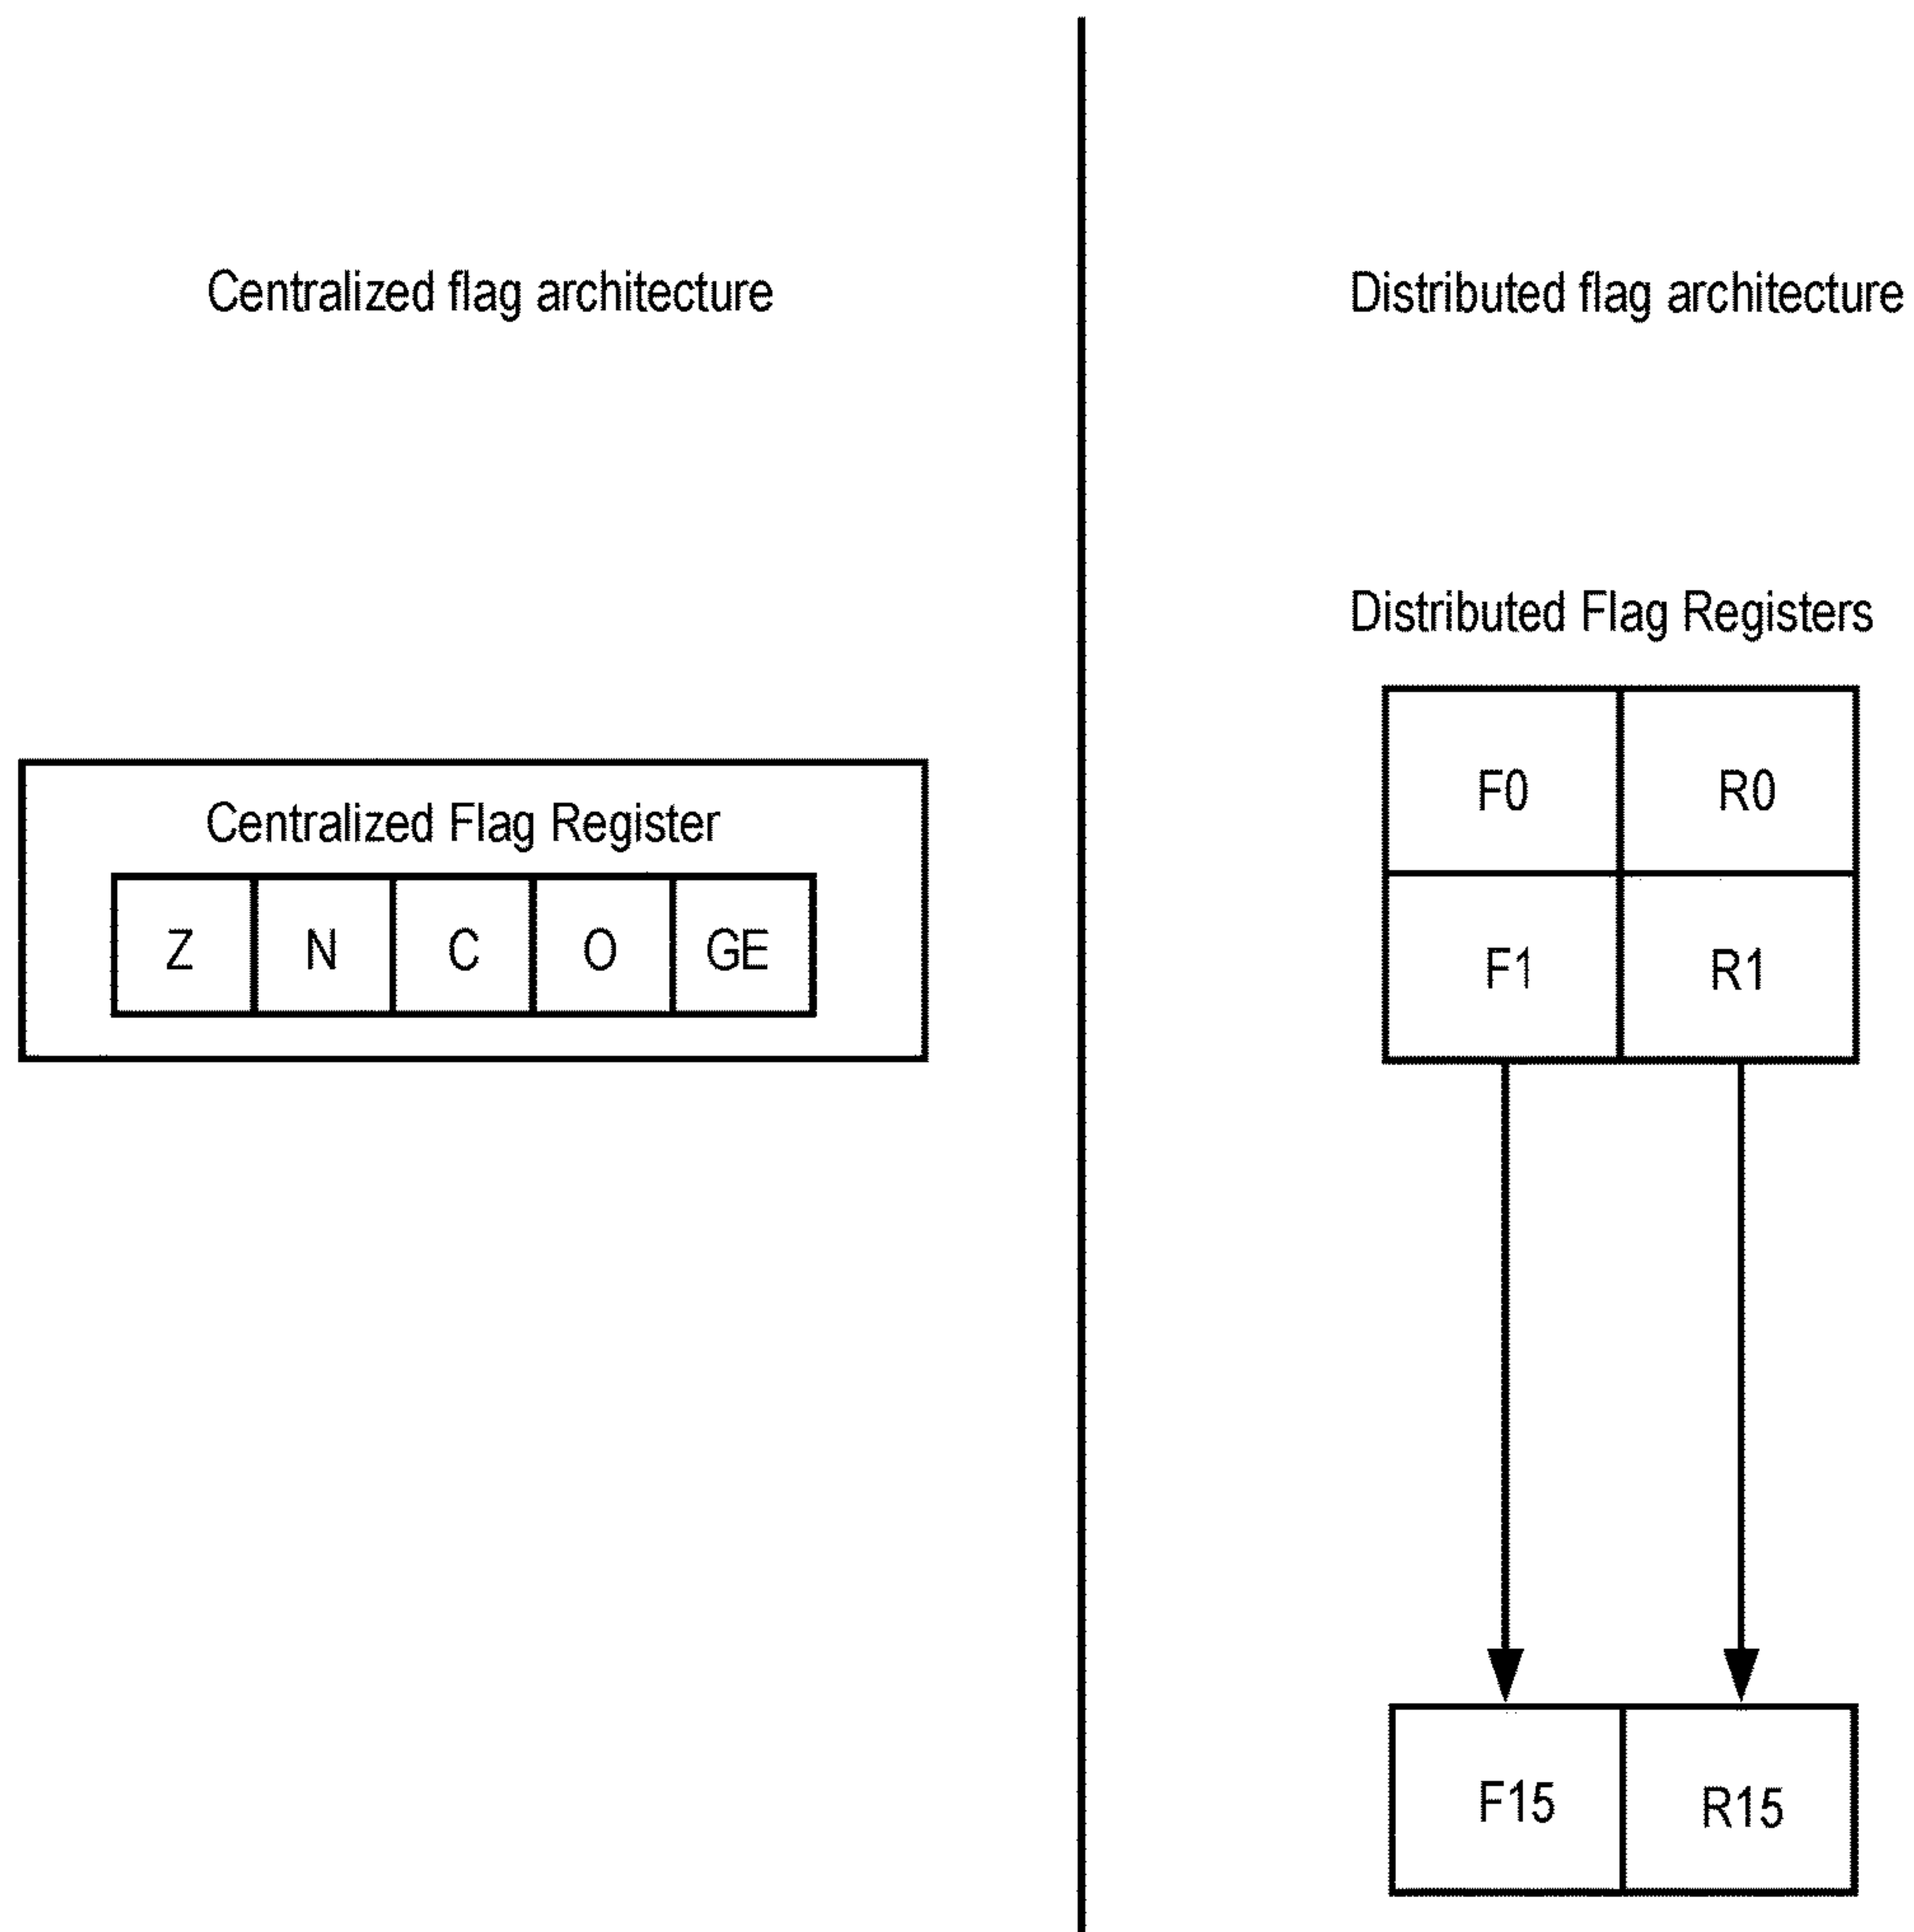 Centralized flag architecture
Centralized Flag Register
Z N C O GE
Distributed flag architecture
Distributed Flag Registers
F0 R0
F1 R1
F15 R15